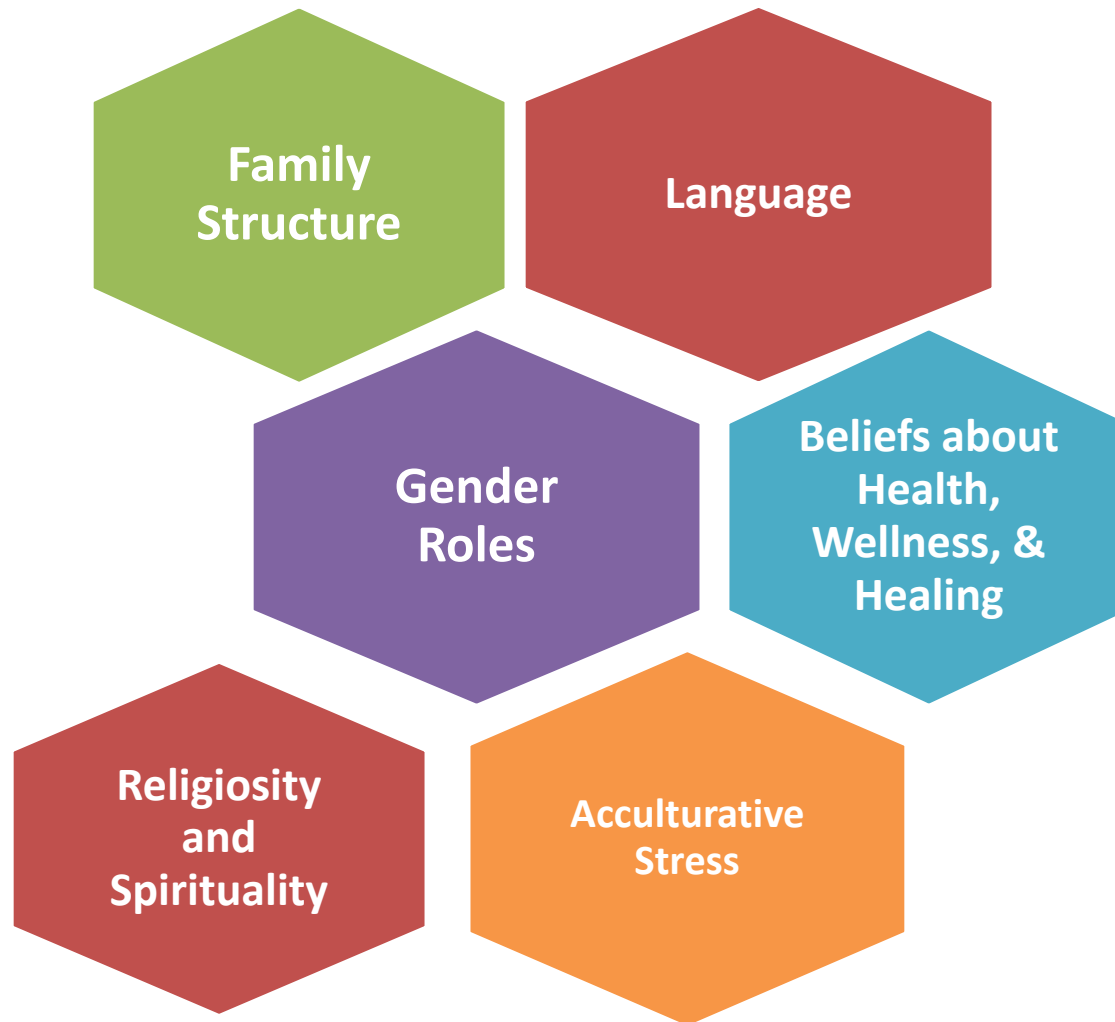 Family
Structure
Language
Gender
Roles
Beliefs about
Health,
Wellness, &
Healing
Religiosity
and
Spirituality
Acculturative
Stress